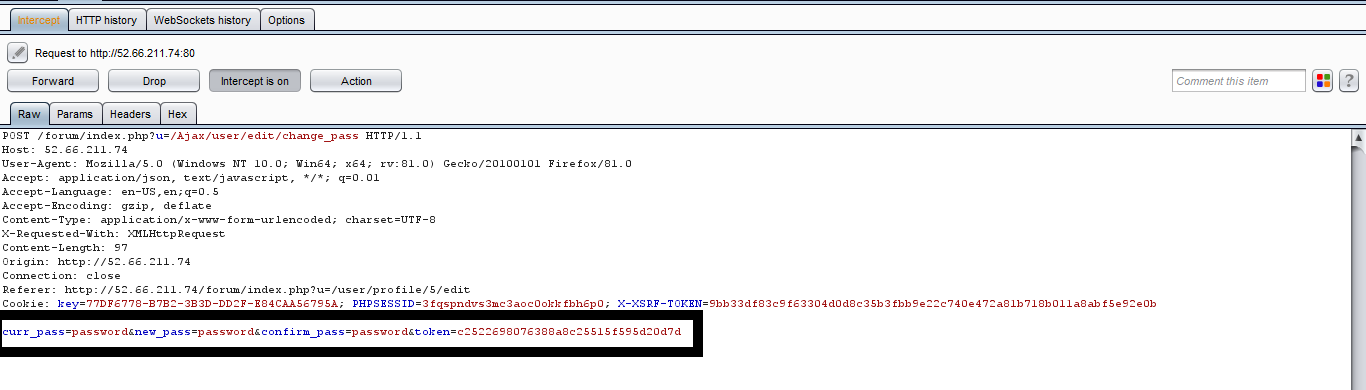 Intercept HTTP history WebSockets history Options
Request to http://52.66.211.74:80
Forward Drop Intercept is on Action Comment this item ?
Raw Params Headers Hex
POST /forum/index.php?u=/Ajax/user/edit/change_pass HTTP/1.1
Host: 52.66.211.74
User-Agent: Mozilla/5.0 (Windows NT 10.0; Win64; x64; rv:81.0) Gecko/20100101 Firefox/81.0
Accept: application/json, text/javascript, */*; q=0.01
Accept-Language: en-US,en;q=0.5
Accept-Encoding: gzip, deflate
Content-Type: application/x-www-form-urlencoded; charset=UTF-8
X-Requested-With: XMLHttpRequest
Content-Length: 97
Origin: http://52.66.211.74
Connection: close
Referer: http://52.66.211.74/forum/index.php?u=/user/profile/5/edit
Cookie: key=77DF6778-B7B2-3B3D-DD2F-E84CAA56795A; PHPSESSID=3fqspndvs3mc3aoc0okkfbh6p0; X-XSRF-TOKEN=9bb33df83c9f63304d0d8c35b3fbb9e22c740e472a81b718b011a8abf5e92e0b
curr_pass=password&new_pass=password&confirm_pass=password&token=c2522698076388a8c25515f595d20d7d